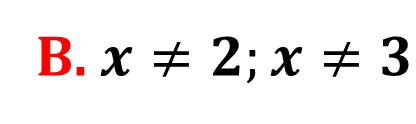 B. x ≠ 2; x ≠ 3